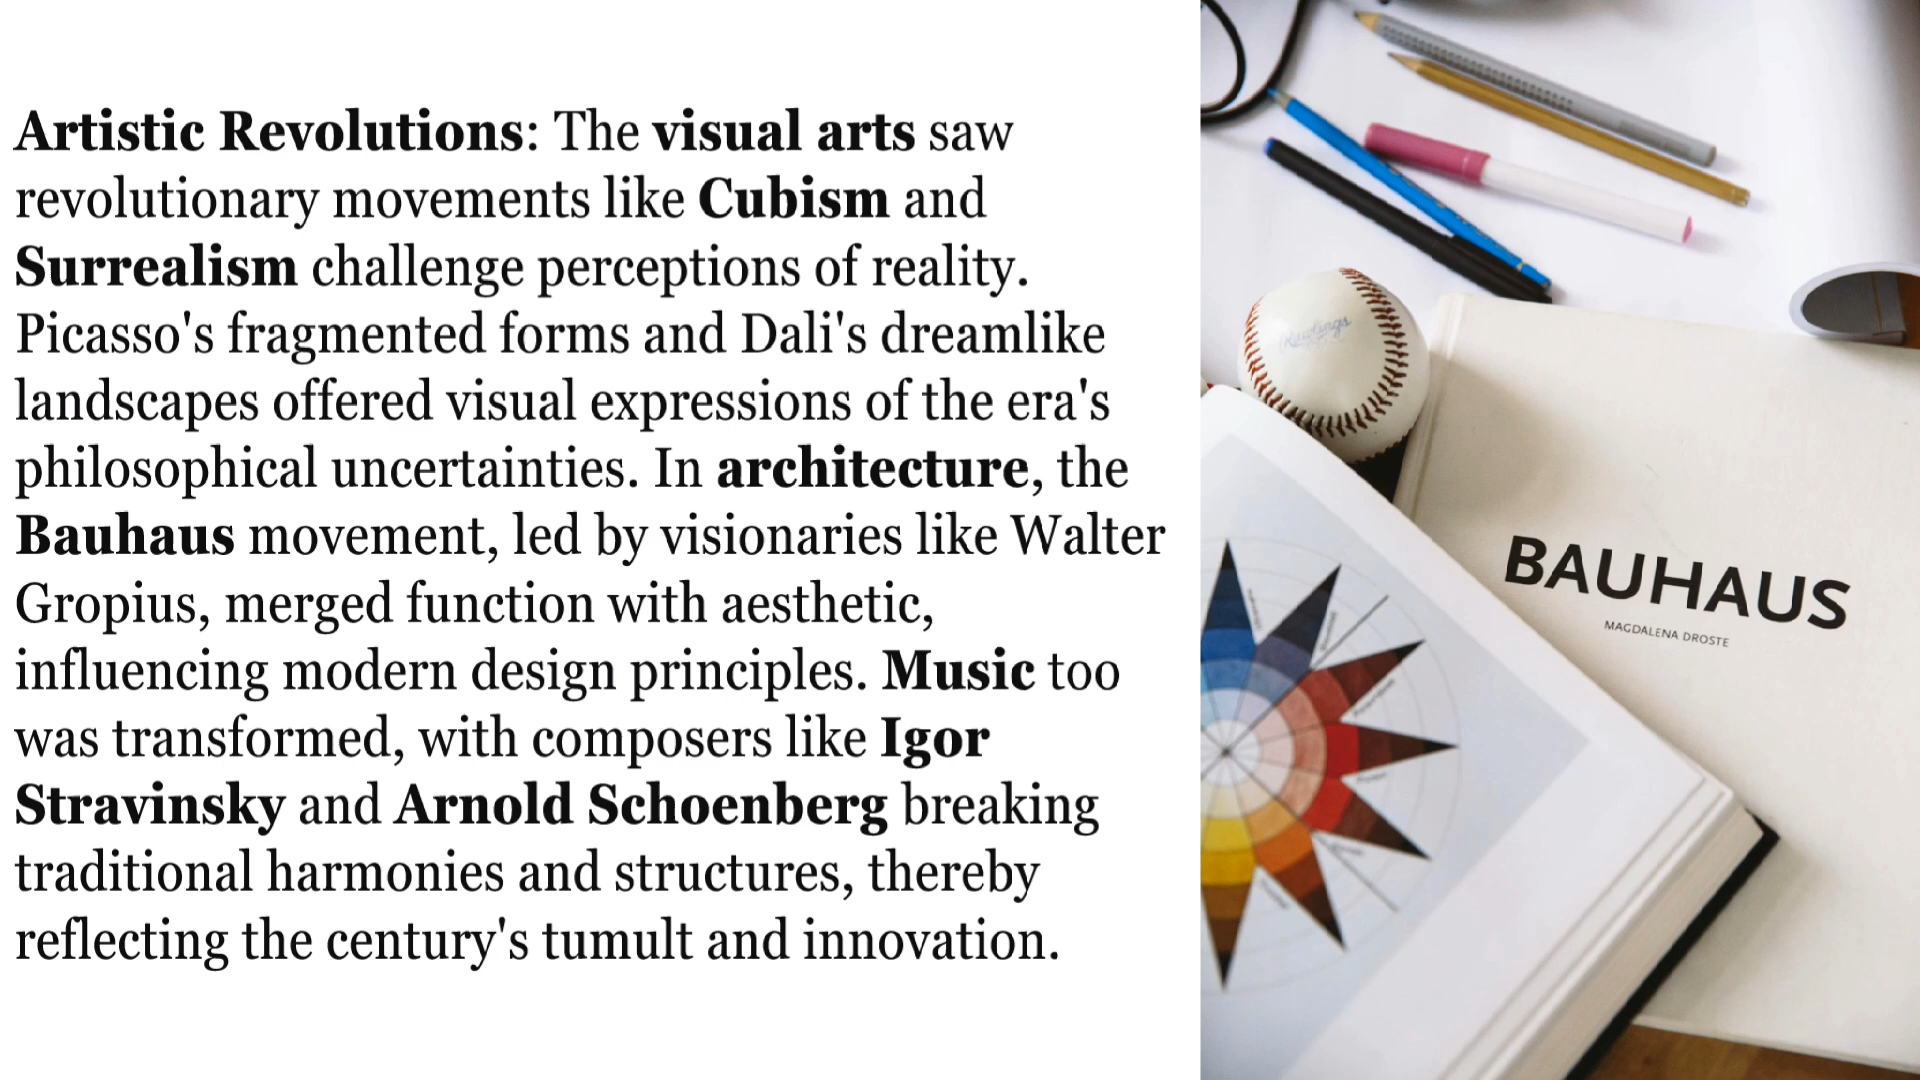 Artistic Revolutions: The visual arts saw
revolutionary movements like Cubism and
Surrealism challenge perceptions of reality.
Picasso's fragmented forms and Dali's dreamlike
landscapes offered visual expressions of the era's
philosophical uncertainties. In architecture, the
Bauhaus movement, led by visionaries like Walter
Gropius, merged function with aesthetic,
influencing modern design principles. Music too
was transformed, with composers like Igor
Stravinsky and Arnold Schoenberg breaking
traditional harmonies and structures, thereby
reflecting the century's tumult and innovation.
Rawlings
BAUHAUS
MAGDALENA DROSTE